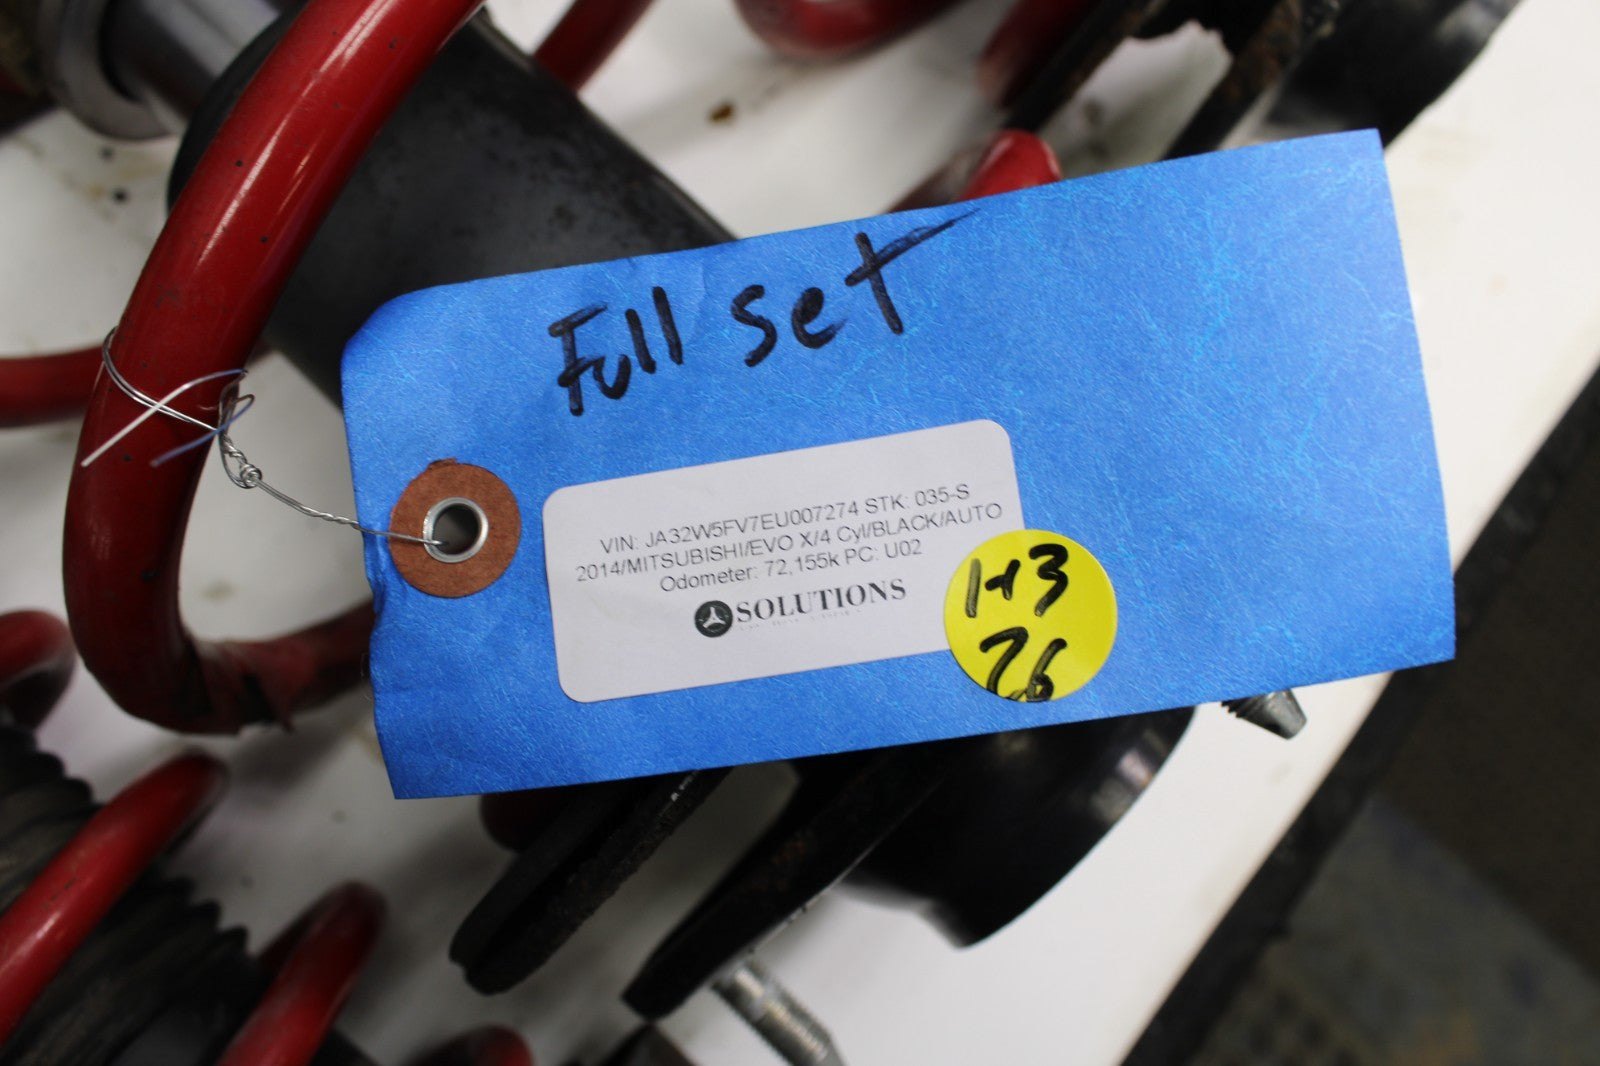 Full set
VIN: JA32W5FV7EU007274 STK: 035-S
2014/MITSUBISHI/EVO X/4 Cyl/BLACK/AUTO
Odometer: 72,155k PC: U02
SOLUTIONS
1+3
26